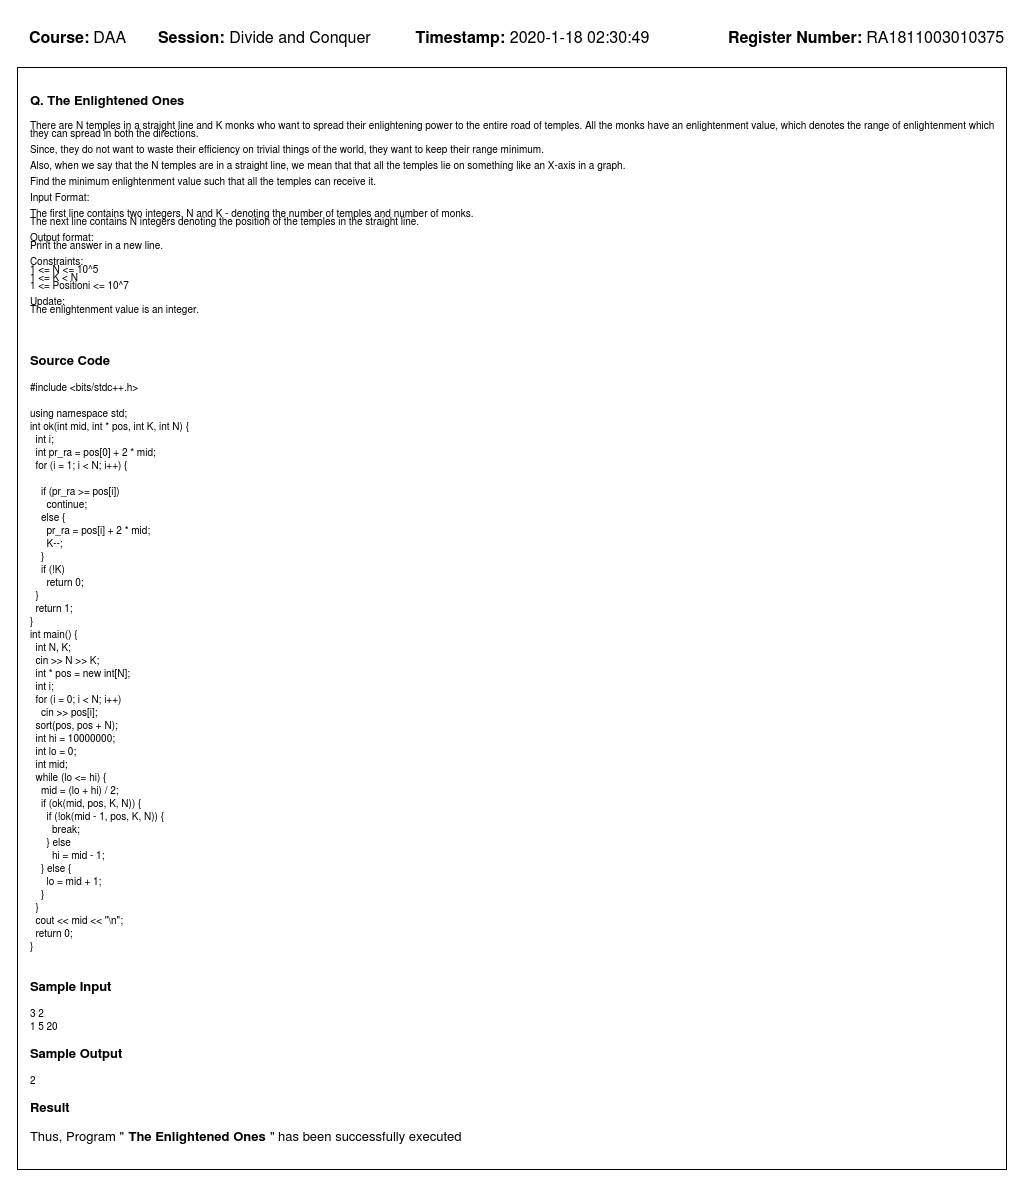 Course: DAA Session: Divide and Conquer Timestamp: 2020-1-18 02:30:49 Register Number: RA1811003010375
Q. The Enlightened Ones
There are N temples in a straight line and K monks who want to spread their enlightening power to the entire road of temples. All the monks have an enlightenment value, which denotes the range of enlightenment which
they can spread in both the directions.
Since, they do not want to waste their efficiency on trivial things of the world, they want to keep their range minimum.
Also, when we say that the N temples are in a straight line, we mean that that all the temples lie on something like an X-axis in a graph.
Find the minimum enlightenment value such that all the temples can receive it.
Input Format:
The first line contains two integers, N and K - denoting the number of temples and number of monks.
The next line contains N integers denoting the position of the temples in the straight line.
Output format:
Print the answer in a new line.
Constraints:
1 <= N <= 10^5
1 <= K < N
1 <= Positioni <= 10^7
Update:
The enlightenment value is an integer.
Source Code
#include <bits/stdc++.h>
using namespace std;
int ok(int mid, int * pos, int K, int N) {
int i;
int pr_ra = pos[0] + 2 * mid;
for (i = 1; i < N; i++) {
if (pr_ra >= pos[i])
continue;
else {
pr_ra = pos[i] + 2 * mid;
K--;
}
if (!K)
return 0;
}
return 1;
}
int main() {
int N, K;
cin >> N >> K;
int * pos = new int[N];
int i;
for (i = 0; i < N; i++)
cin >> pos[i];
sort(pos, pos + N);
int hi = 10000000;
int lo = 0;
int mid;
while (lo <= hi) {
mid = (lo + hi) / 2;
if (ok(mid, pos, K, N)) {
if (!ok(mid - 1, pos, K, N)) {
break;
} else
hi = mid - 1;
} else {
lo = mid + 1;
}
}
cout << mid << "\n";
return 0;
}
Sample Input
3 2
1 5 20
Sample Output
2
Result
Thus, Program " The Enlightened Ones " has been successfully executed